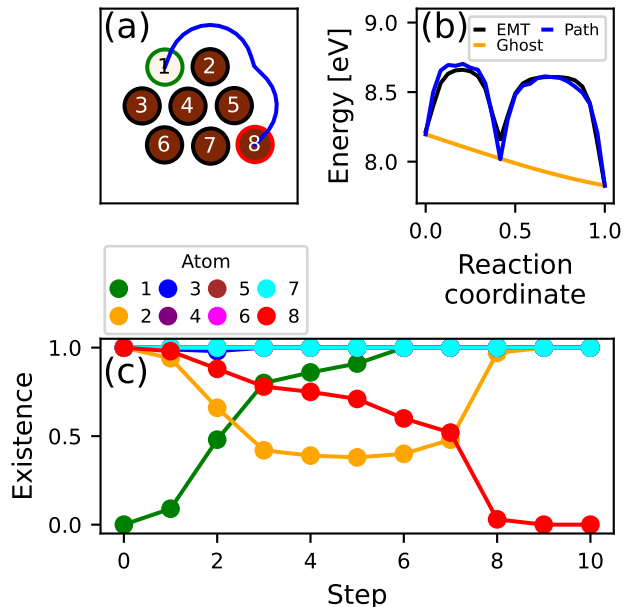 (a)
1 2
3 4 5
6 7 8
(b)
EMT Path
Ghost
Energy [eV]
9.0
8.5
8.0
0.0 0.5 1.0
Reaction
coordinate
Atom
1 3 5 7
2 4 6 8
(c)
Existence
1.0
0.5
0.0
0 2 4 6 8 10
Step